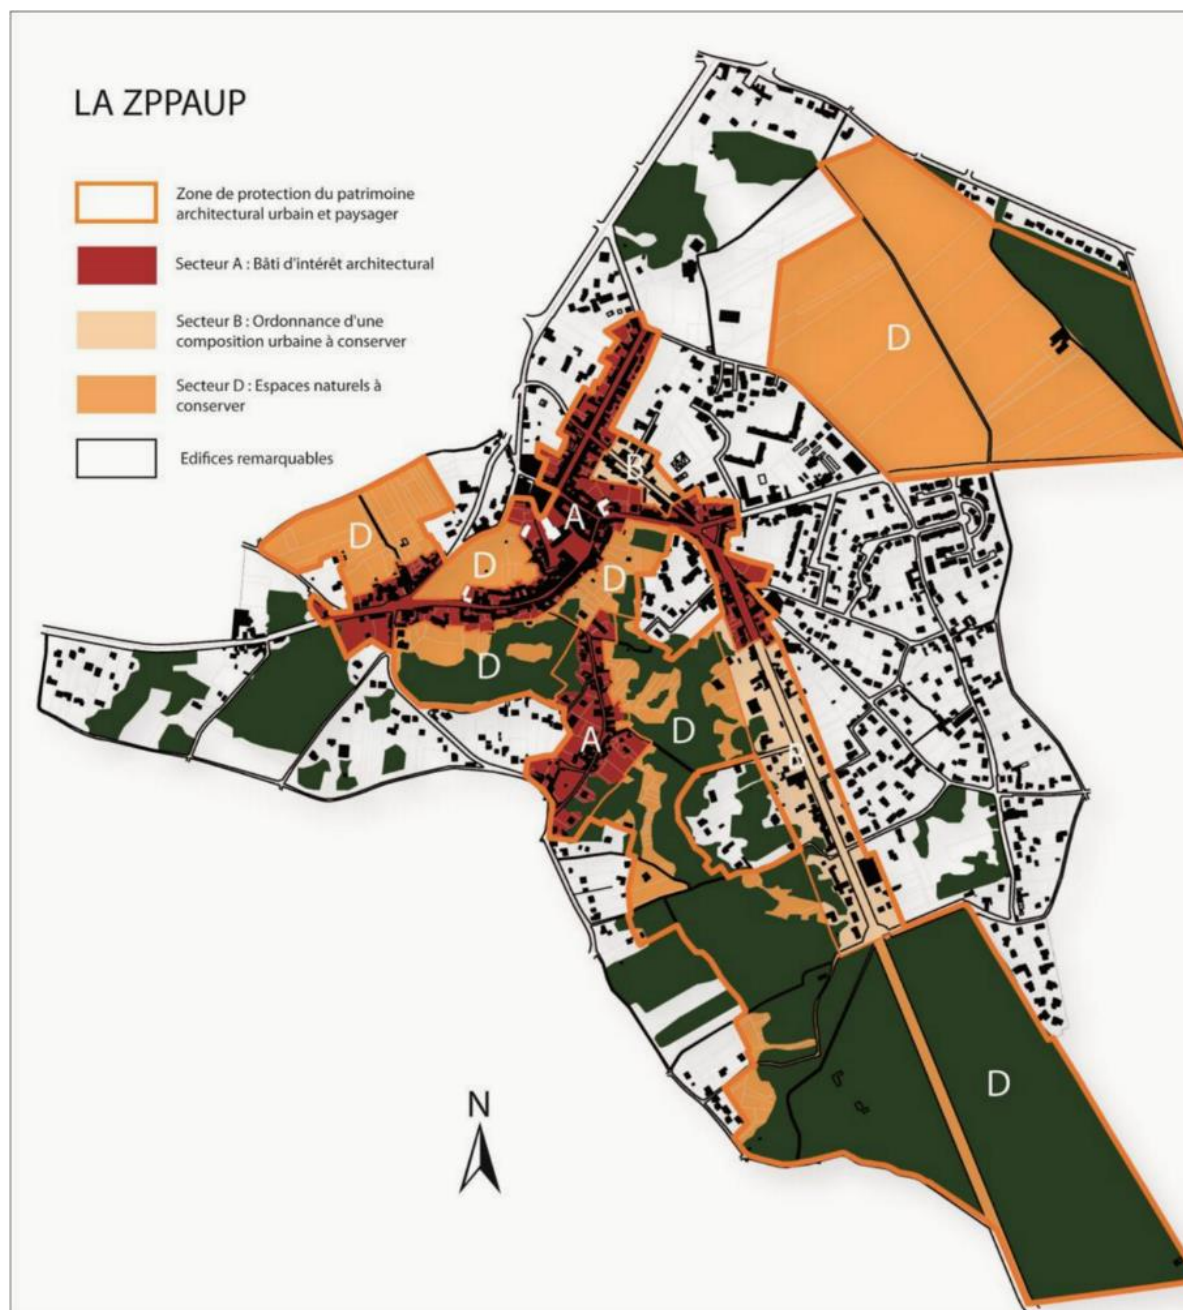 LA ZPPAUP
Zone de protection du patrimoine
architectural urbain et paysager
Secteur A : Bâti d'intérêt architectural
Secteur B : Ordonnance d'une
composition urbaine à conserver
Secteur D : Espaces naturels à
conserver
Edifices remarquables
D
B
A
D
D
D
D
A
D
B
D
N